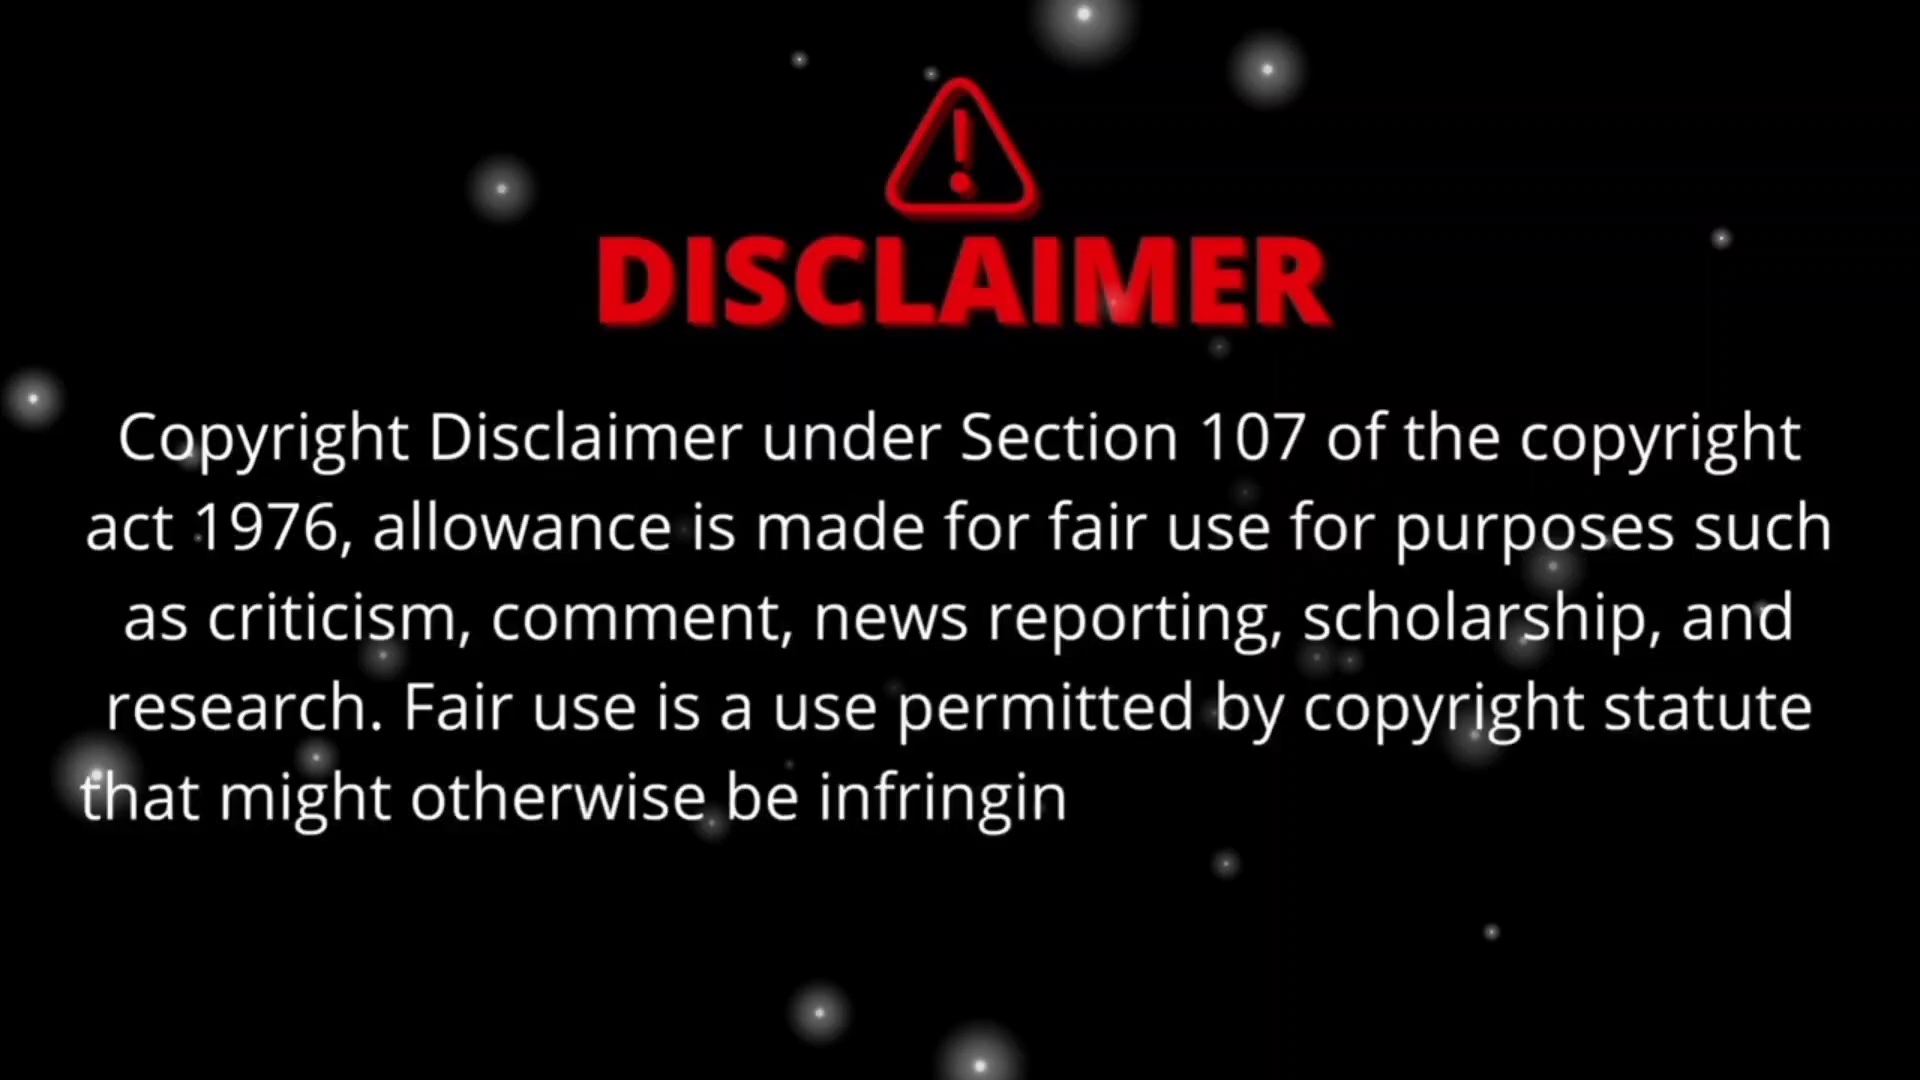 DISCLAIMER
Copyright Disclaimer under Section 107 of the copyright
act 1976, allowance is made for fair use for purposes such
as criticism, comment, news reporting, scholarship, and
research. Fair use is a use permitted by copyright statute
that might otherwise be infringin